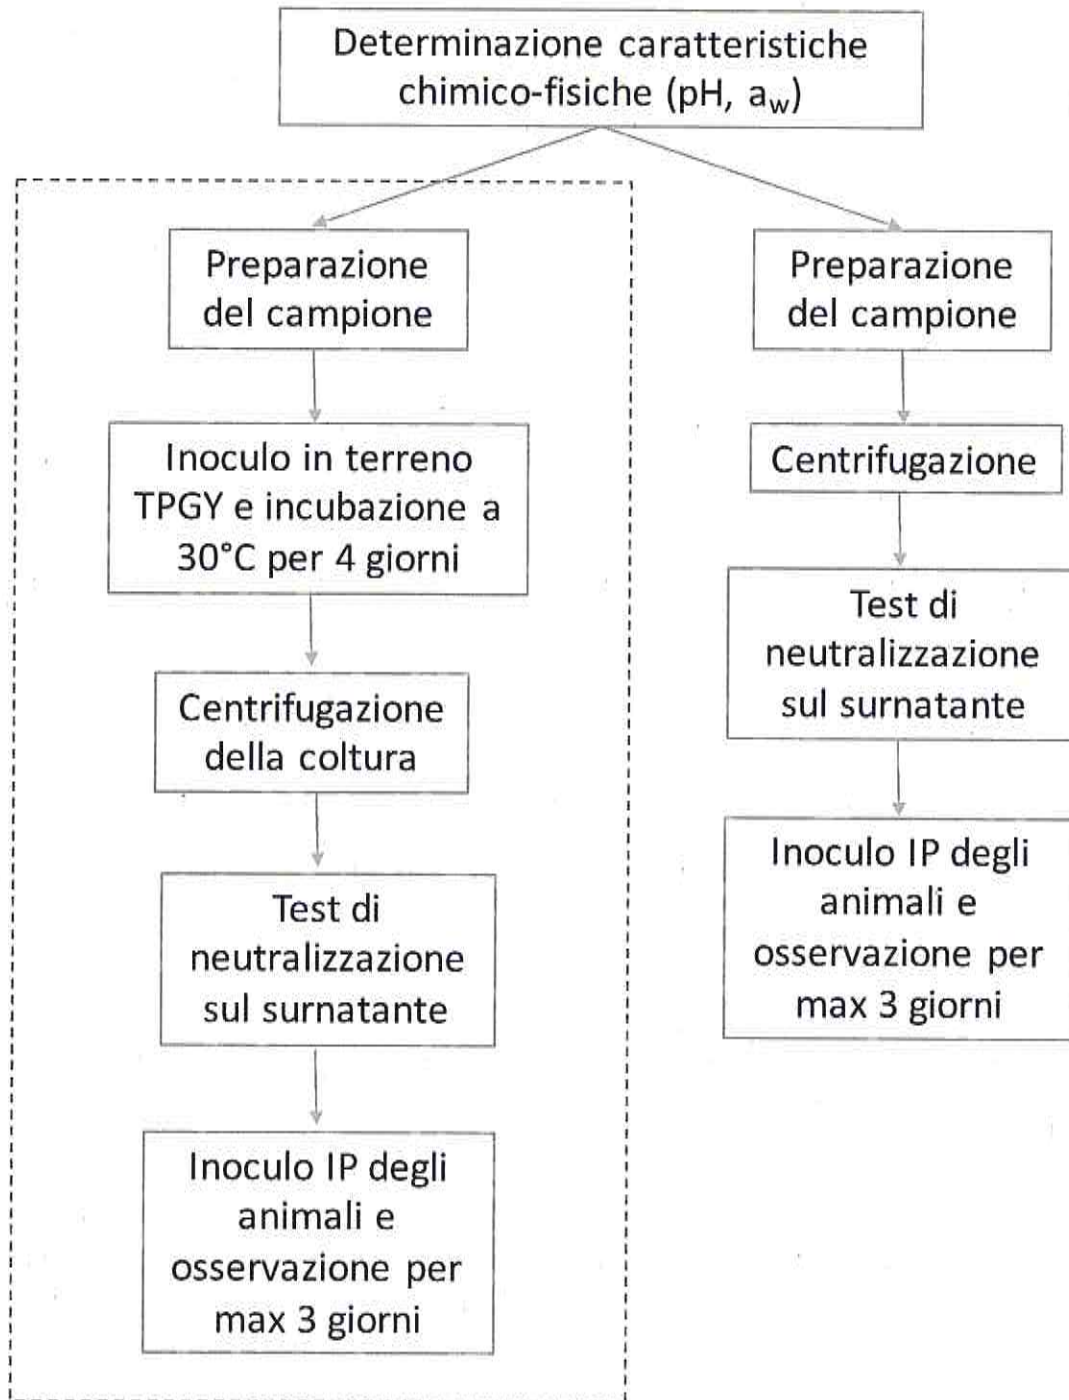 Determinazione caratteristiche
chimico-fisiche (pH, aw)
Preparazione
del campione
Inoculo in terreno
TPGY e incubazione a
30°C per 4 giorni
Centrifugazione
della coltura
Test di
neutralizzazione
sul surnatante
Inoculo IP degli
animali e
osservazione per
max 3 giorni
Preparazione
del campione
Centrifugazione
Test di
neutralizzazione
sul surnatante
Inoculo IP degli
animali e
osservazione per
max 3 giorni